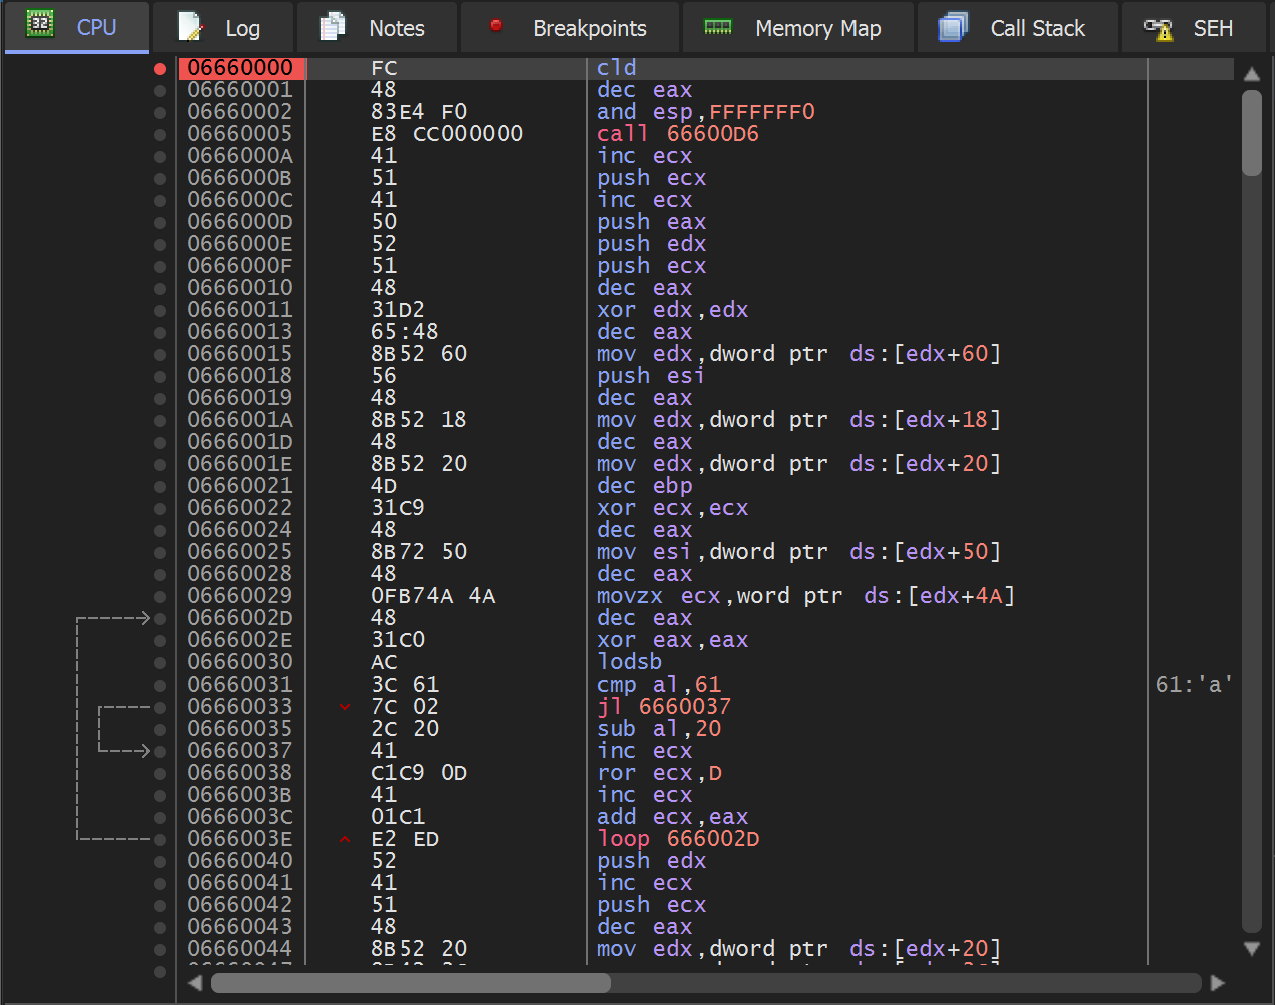 32 CPU Log Notes Breakpoints Memory Map Call Stack SEH
06660000 FC cld
06660001 48 dec eax
06660002 83E4 F0 and esp,FFFFFFF0
06660005 E8 CC000000 call 66600D6
0666000A 41 inc ecx
0666000B 51 push ecx
0666000C 41 inc ecx
0666000D 50 push eax
0666000E 52 push edx
0666000F 51 push ecx
06660010 48 dec eax
06660011 31D2 xor edx,edx
06660013 65:48 dec eax
06660015 8B52 60 mov edx,dword ptr ds:[edx+60]
06660018 56 push esi
06660019 48 dec eax
0666001A 8B52 18 mov edx,dword ptr ds:[edx+18]
0666001D 48 dec eax
0666001E 8B52 20 mov edx,dword ptr ds:[edx+20]
06660021 4D dec ebp
06660022 31C9 xor ecx,ecx
06660024 48 dec eax
06660025 8B72 50 mov esi,dword ptr ds:[edx+50]
06660028 48 dec eax
06660029 0FB74A 4A movzx ecx,word ptr ds:[edx+4A]
0666002D 48 dec eax
0666002E 31C0 xor eax,eax
06660030 AC lodsb
06660031 3C 61 cmp al,61 61:'a'
06660033 7C 02 jl 6660037
06660035 2C 20 sub al,20
06660037 41 inc ecx
06660038 C1C9 0D ror ecx,D
0666003B 41 inc ecx
0666003C 01C1 add ecx,eax
0666003E E2 ED loop 666002D
06660040 52 push edx
06660041 41 inc ecx
06660042 51 push ecx
06660043 48 dec eax
06660044 8B52 20 mov edx,dword ptr ds:[edx+20]